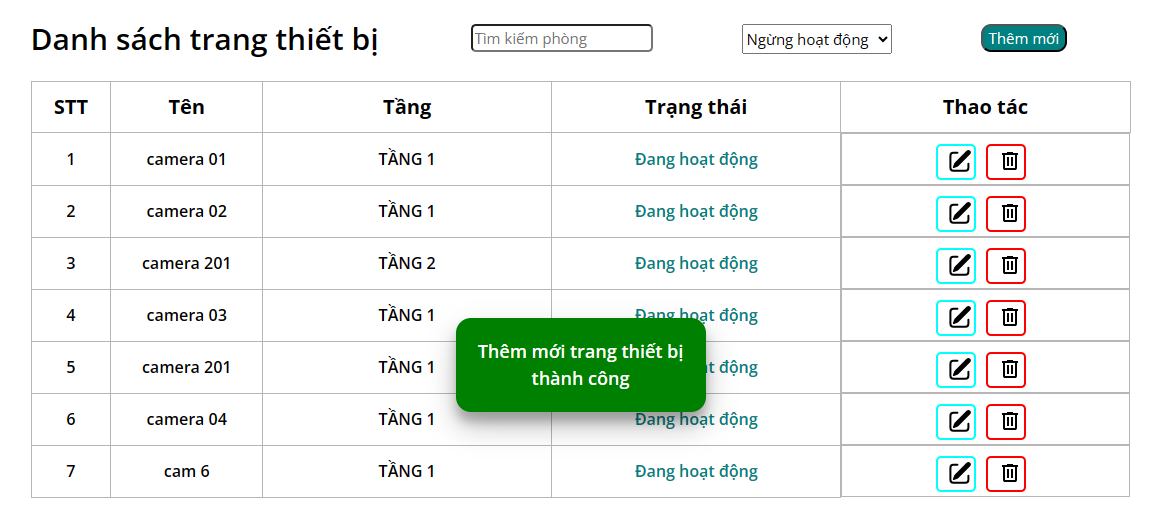 Danh sách trang thiết bị
Tìm kiếm phòng
Ngừng hoạt động
Thêm mới
STT Tên Tầng Trạng thái Thao tác
1 camera 01 TẦNG 1 Đang hoạt động
2 camera 02 TẦNG 1 Đang hoạt động
3 camera 201 TẦNG 2 Đang hoạt động
4 camera 03 TẦNG 1 Đang hoạt động
5 camera 201 TẦNG 1 hoạt động
6 camera 04 TẦNG 1 Đang hoạt động
7 cam 6 TẦNG 1 Đang hoạt động
Thêm mới trang thiết bị
thành công